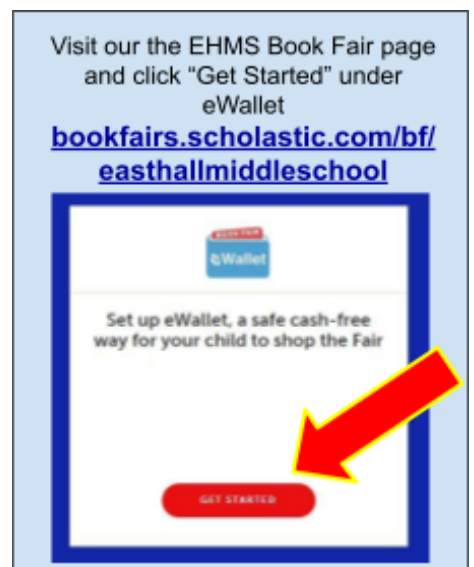 Visit our the EHMS Book Fair page
and click “Get Started” under
eWallet
bookfairs.scholastic.com/bf/
easthallmiddleschool
BOOK FAIR
eWallet
Set up eWallet, a safe cash-free
way for your child to shop the Fair
GET STARTED